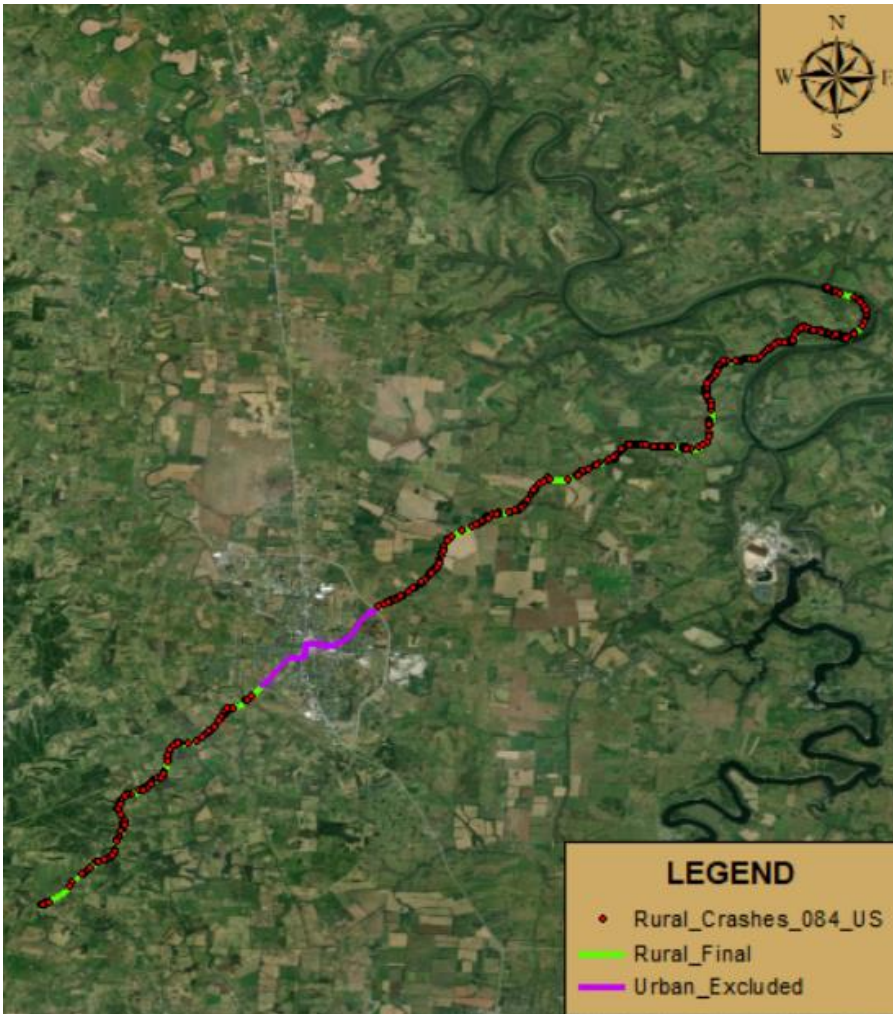 N
W E
S
LEGEND
Rural_Crashes_084_US
Rural_Final
Urban_Excluded